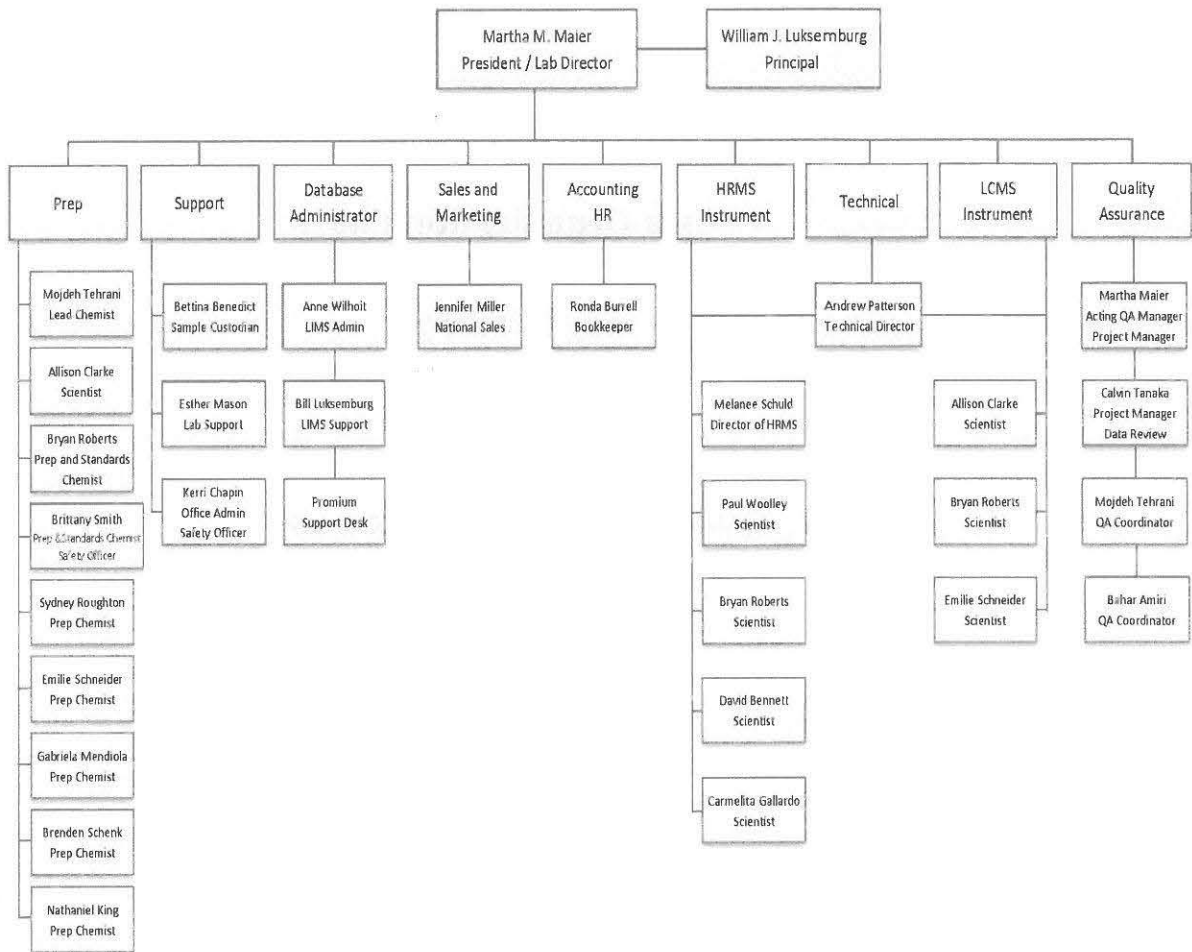 Martha M. Maier
President / Lab Director
William J. Luksemburg
Principal
Prep
Support
Database
Administrator
Sales and
Marketing
Accounting
HR
HRMS
Instrument
Technical
LCMS
Instrument
Quality
Assurance
Mojdeh Tehrani
Lead Chemist
Allison Clarke
Scientist
Bryan Roberts
Prep and Standards
Chemist
Brittany Smith
Prep & Standards Chemist
Safety Officer
Sydney Roughton
Prep Chemist
Emilie Schneider
Prep Chemist
Gabriela Mendiola
Prep Chemist
Brenden Schenk
Prep Chemist
Nathaniel King
Prep Chemist
Bettina Benedict
Sample Custodian
Esther Mason
Lab Support
Kerri Chapin
Office Admin
Safety Officer
Anne Wilhoit
LIMS Admin
Bill Luksemburg
LIMS Support
Promium
Support Desk
Jennifer Miller
National Sales
Ronda Burrell
Bookkeeper
Andrew Patterson
Technical Director
Melanee Schuld
Director of HRMS
Paul Woolley
Scientist
Bryan Roberts
Scientist
David Bennett
Scientist
Carmelita Gallardo
Scientist
Allison Clarke
Scientist
Bryan Roberts
Scientist
Emilie Schneider
Scientist
Martha Maier
Acting QA Manager
Project Manager
Calvin Tanaka
Project Manager
Data Review
Mojdeh Tehrani
QA Coordinator
Bahar Amiri
QA Coordinator